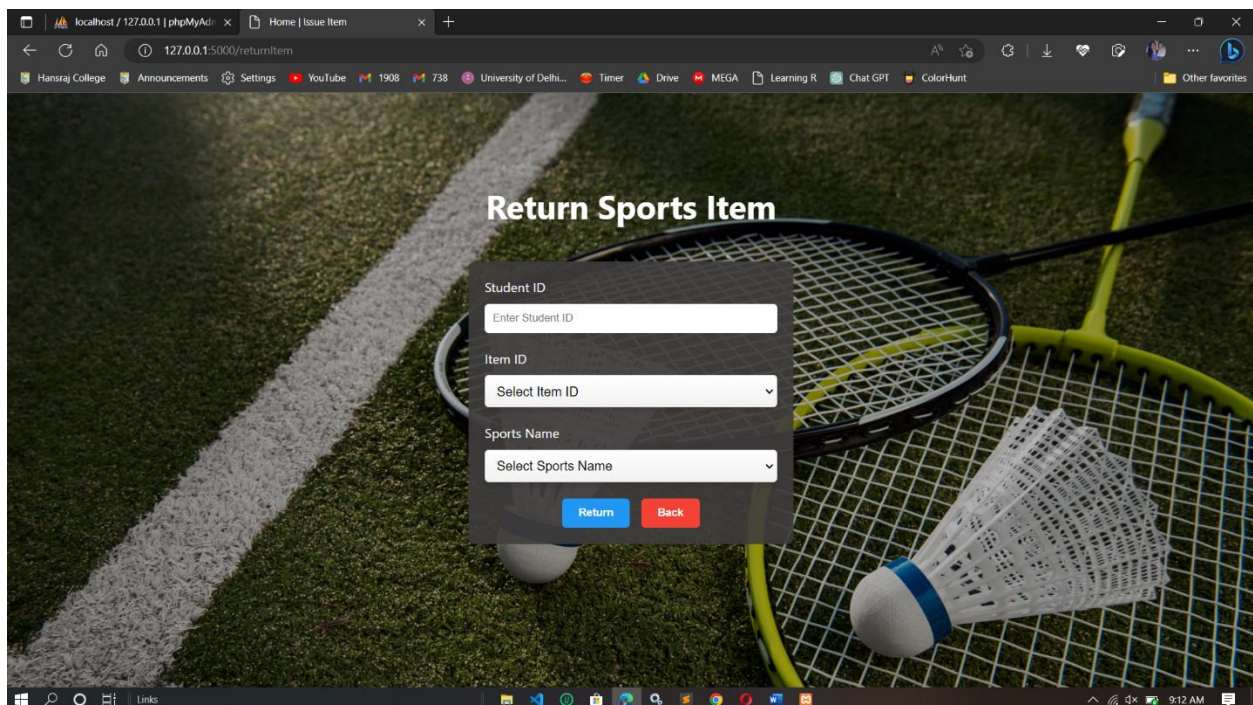 localhost / 127.0.0.1 | phpMyAdn
Home | Issue Item
127.0.0.1:5000/returnItem
Hansraj College Announcements Settings YouTube 1908 738 University of Delhi... Timer Drive MEGA Learning R Chat GPT ColorHunt Other favorites
Return Sports Item
Student ID
Enter Student ID
Item ID
Select Item ID
Sports Name
Select Sports Name
Return Back
Links 9:12 AM